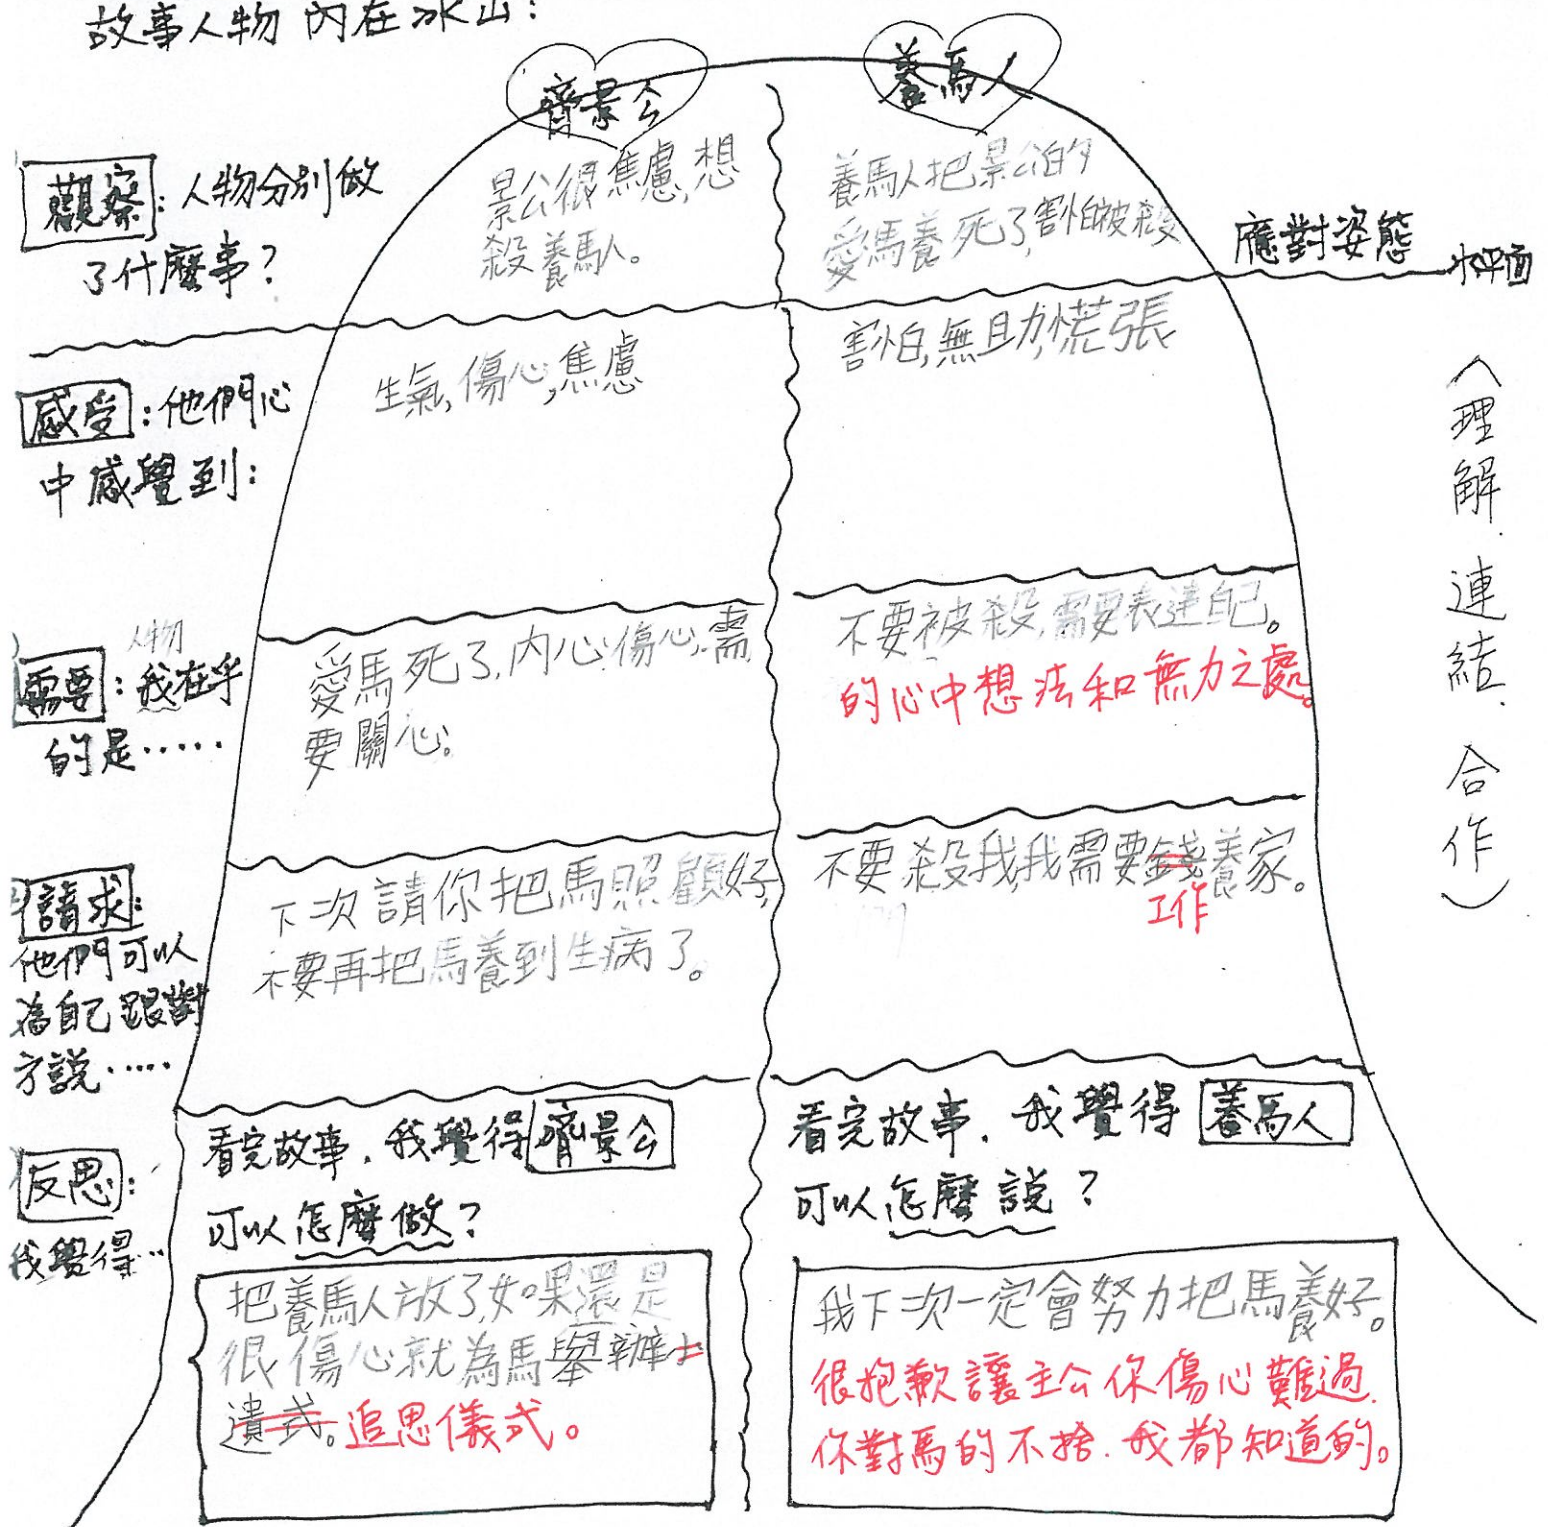 故事人物內在冰山：
齊景公
養馬人
觀察：人物分別做
了什麼事？
景公很焦慮，想
殺養馬人。
養馬人把景公的
愛馬養死了，害怕被殺
應對姿態
水平面
感受：他們心
中感覺到：
生氣，傷心，焦慮
害怕，無助，慌張
（理解．連結．合作）
人物
需要：我在乎
的是……
愛馬死了，內心傷心，需
要關心。
不要被殺，需要表達自己。
的心中想法和無力之處。
請求：
他們可以
為自己跟對
方說……
下次請你把馬照顧好，
不要再把馬養到生病了。
不要殺我，我需要錢養家。
工作
反思：
我覺得…
看完故事．我覺得齊景公
可以怎麼做？
看完故事．我覺得養馬人
可以怎麼說？
把養馬人放了，如果還是
很傷心就為馬舉辦
遺式。追思儀式。
我下次一定會努力把馬養好。
很抱歉讓主公你傷心難過．
你對馬的不捨．我都知道的。